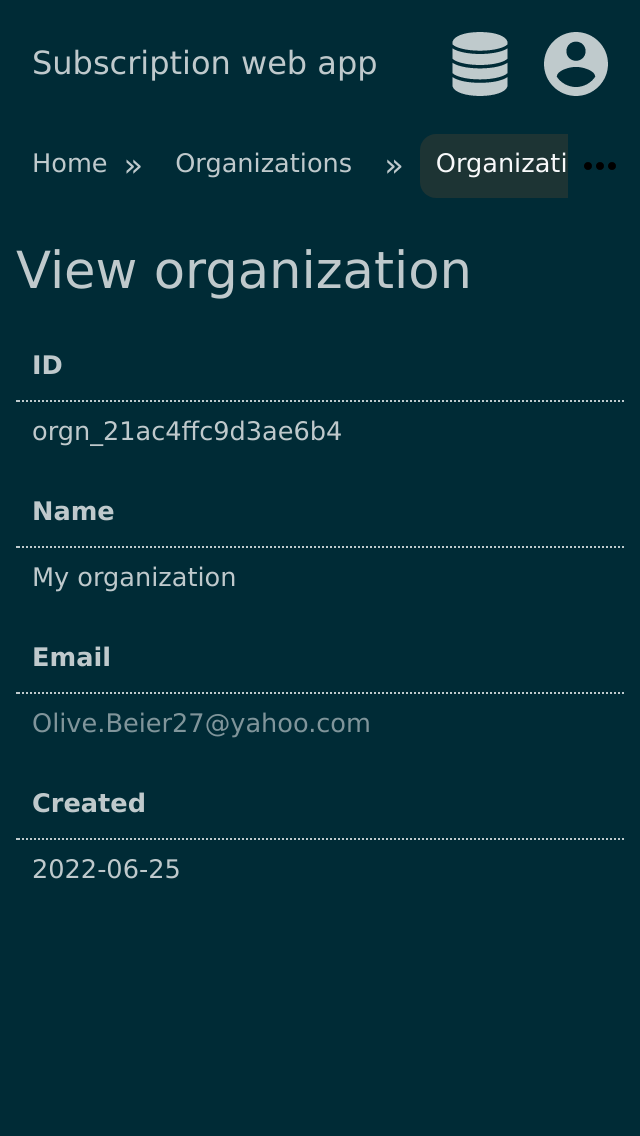 Subscription web app
Home » Organizations » Organizati •••
View organization
ID
orgn_21ac4ffc9d3ae6b4
Name
My organization
Email
Olive.Beier27@yahoo.com
Created
2022-06-25